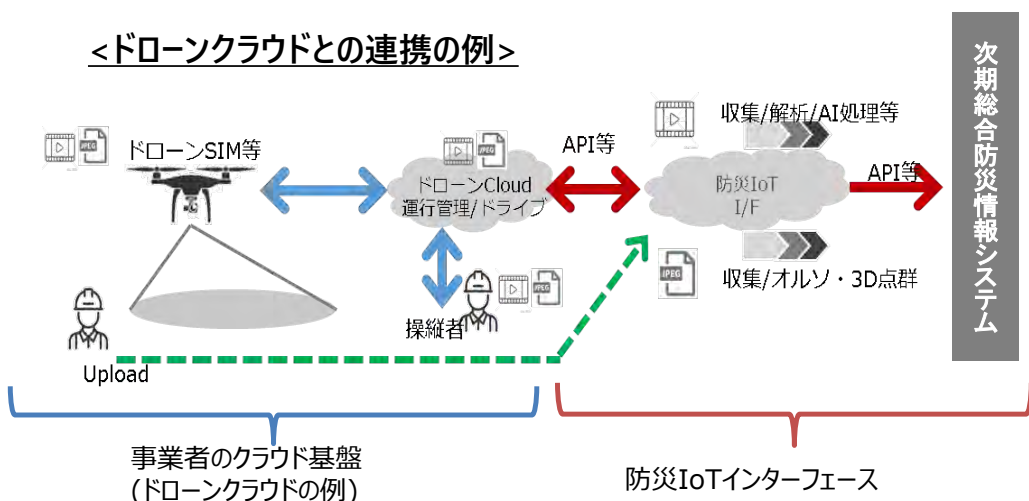 <ドローンクラウドとの連携の例>
ドローンSIM等
JPEG
JPEG
ドローンCloud
運行管理/ドライブ
API等
収集/解析/AI処理等
防災IoT
I/F
API等
JPEG
収集/オルソ・3D点群
次期総合防災情報システム
操縦者
JPEG
Upload
事業者のクラウド基盤
(ドローンクラウドの例)
防災IoTインターフェース